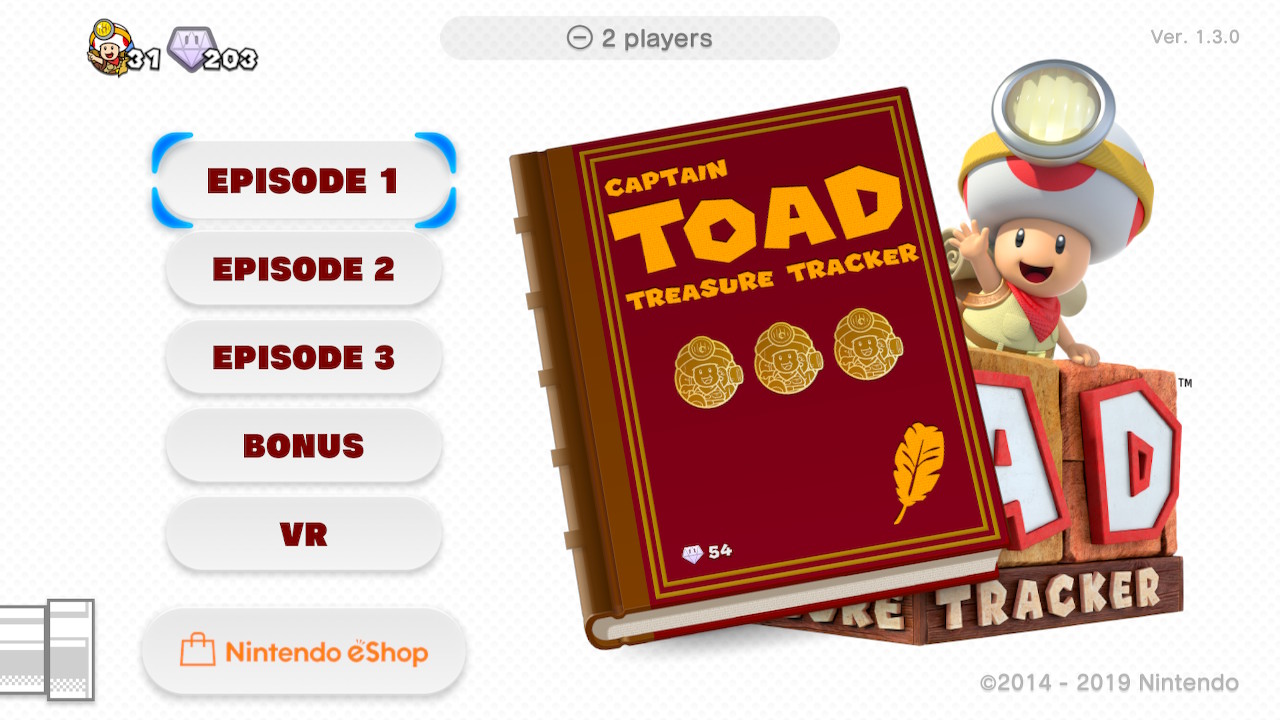 31 203
2 players
Ver. 1.3.0
EPISODE 1
EPISODE 2
EPISODE 3
BONUS
VR
Nintendo eShop
CAPTAIN
TOAD
TREASURE TRACKER
54
AD
TM
TRACKER
©2014 - 2019 Nintendo